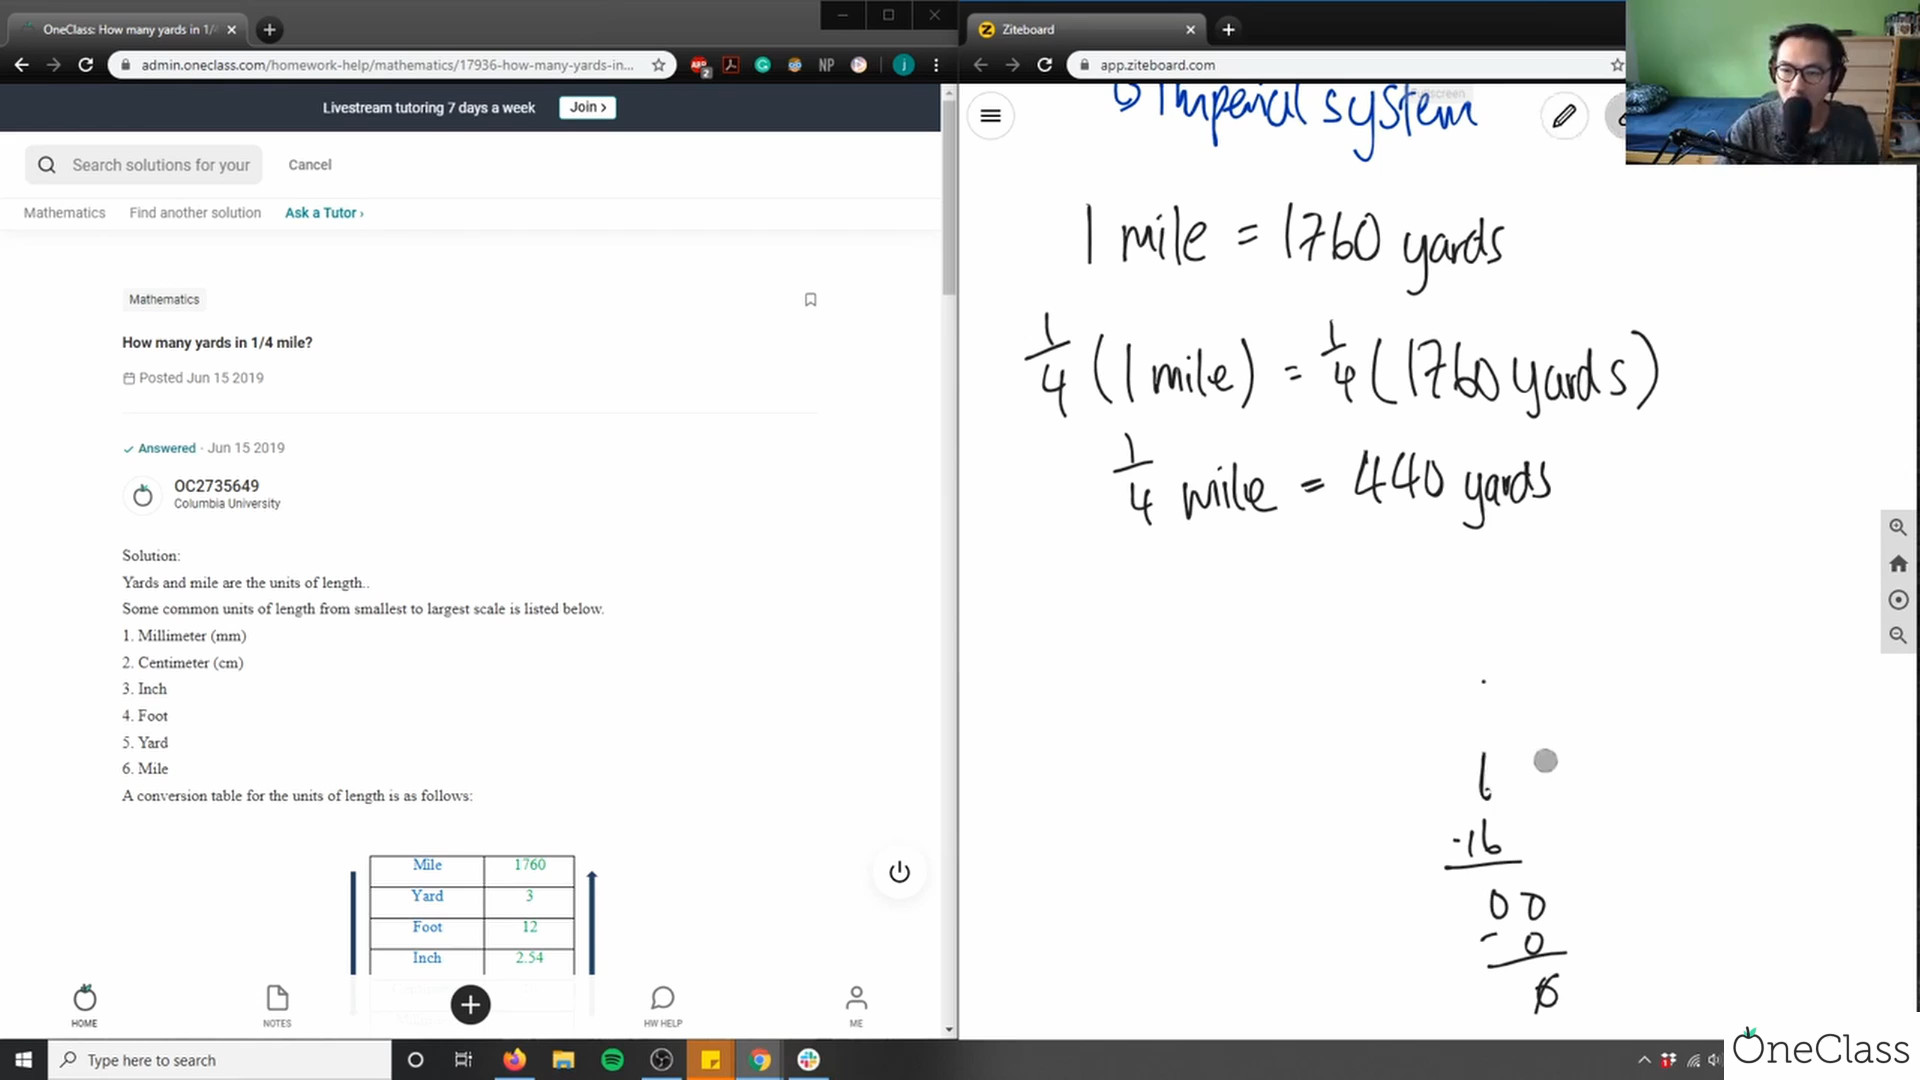 OneClass: How many yards in 1/4
admin.oneclass.com/homework-help/mathematics/17936-how-many-yards-in...
2
NP
j
Livestream tutoring 7 days a week
Join ›
Search solutions for your
Cancel
Mathematics
Find another solution
Ask a Tutor ›
Mathematics
How many yards in 1/4 mile?
Posted Jun 15 2019
Answered · Jun 15 2019
OC2735649
Columbia University
Solution:
Yards and mile are the units of length..
Some common units of length from smallest to largest scale is listed below.
1. Millimeter (mm)
2. Centimeter (cm)
3. Inch
4. Foot
5. Yard
6. Mile
A conversion table for the units of length is as follows:
Mile 1760
Yard 3
Foot 12
Inch 2.54
HOME
NOTES
HW HELP
ME
Type here to search
Ziteboard
app.ziteboard.com
Imperial system
1 mile = 1760 yards
1/4 (1 mile) = 1/4 (1760 yards)
1/4 mile = 440 yards
-16
00
- 0
OneClass